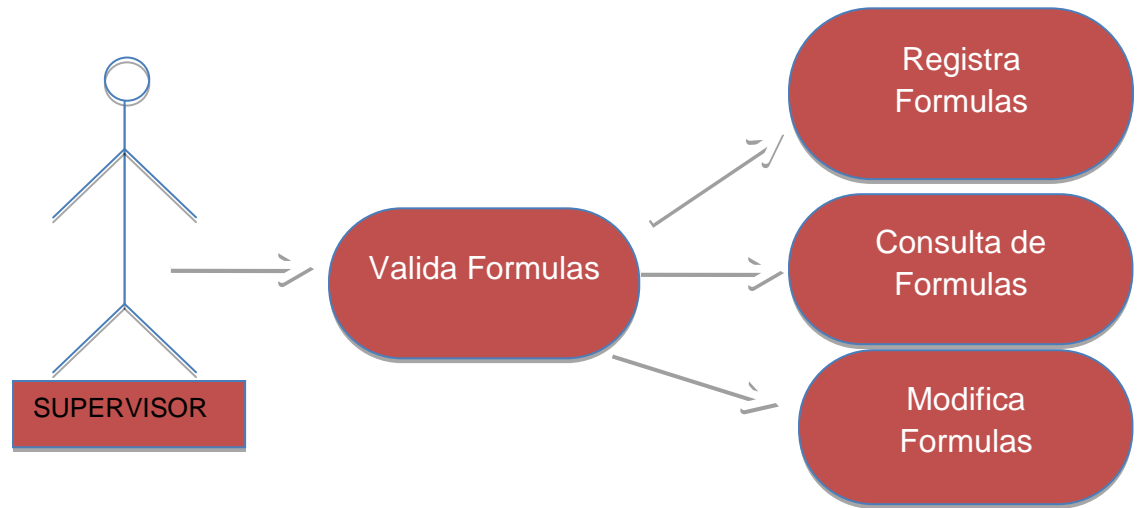 SUPERVISOR
Valida Formulas
Registra
Formulas
Consulta de
Formulas
Modifica
Formulas